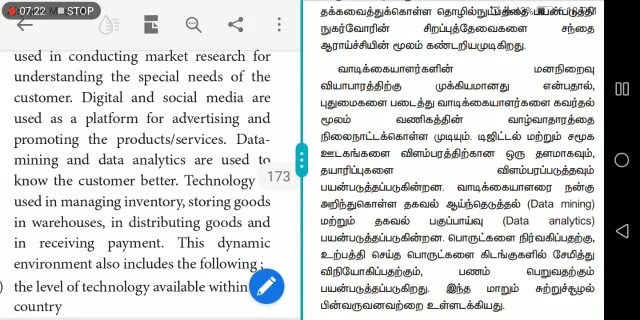 07:22 STOP
used in conducting market research for
understanding the special needs of the
customer. Digital and social media are
used as a platform for advertising and
promoting the products/services. Data-
mining and data analytics are used to
know the customer better. Technology
used in managing inventory, storing goods
in warehouses, in distributing goods and
in receiving payment. This dynamic
environment also includes the following ;
) the level of technology available within
country
173
தக்கவைத்துக்கொள்ள தொழில்நுட்பத்தை பயன்படுத்தி
நுகர்வோரின் சிறப்புத்தேவைகளை சந்தை
ஆராய்ச்சியின் மூலம் கண்டறியமுடிகிறது.
வாடிக்கையாளர்களின் மனநிறைவு
வியாபாரத்திற்கு முக்கியமானது என்பதால்,
புதுமைகளை படைத்து வாடிக்கையாளர்களை கவர்தல்
மூலம் வணிகத்தின் வாழ்வாதாரத்தை
நிலைநாட்டக்கொள்ள முடியும். டிஜிட்டல் மற்றும் சமூக
ஊடகங்களை விளம்பரத்திற்கான ஒரு தளமாகவும்,
தயாரிப்புகளை விளம்பரப்படுத்தவும்
பயன்படுத்தப்படுகின்றன. வாடிக்கையாளரை நன்கு
அறிந்துகொள்ள தகவல் ஆய்ந்தெடுத்தல் (Data mining)
மற்றும் தகவல் பகுப்பாய்வு (Data analytics)
பயன்படுத்தப்படுகின்றன. பொருட்களை நிர்வகிப்பதற்கு,
உற்பத்தி செய்த பொருட்களை கிடங்குகளில் சேமித்து
விநியோகிப்பதற்கும், பணம் பெறுவதற்கும்
பயன்படுத்தப்படுகிறது. இந்த மாறும் சுற்றுச்சூழல்
பின்வருவனவற்றை உள்ளடக்கியது.